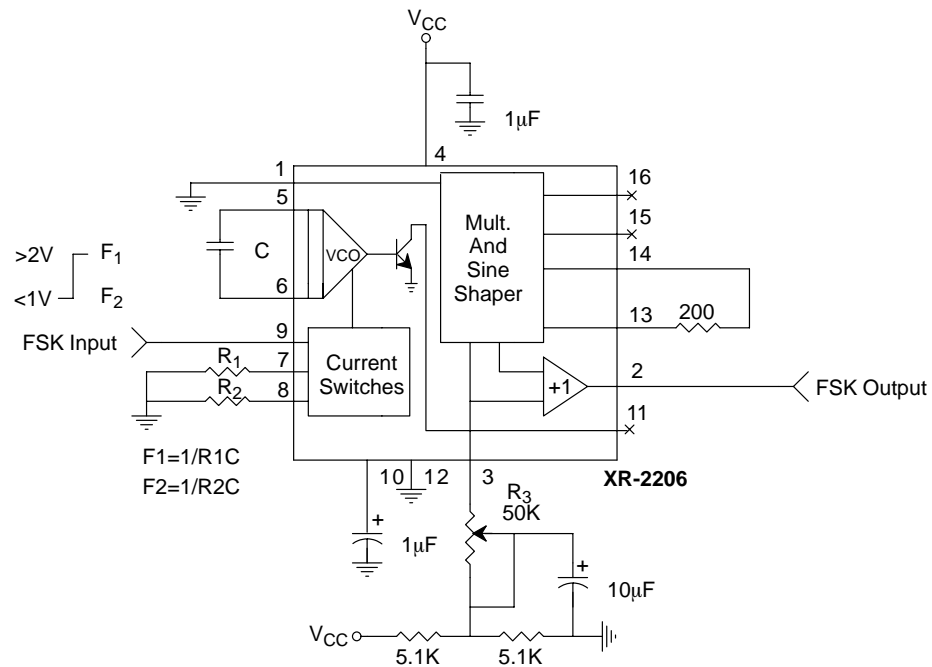 VCC
1μF
4
1
16
5
15
Mult.
And
Sine
Shaper
14
>2V
F1
C
VCO
<1V
F2
6
13
200
9
FSK Input
Current
Switches
R1
7
R2
8
+1
2
FSK Output
11
F1=1/R1C
F2=1/R2C
10
12
3
XR-2206
R3
50K
+
1μF
+
10μF
VCC
5.1K
5.1K